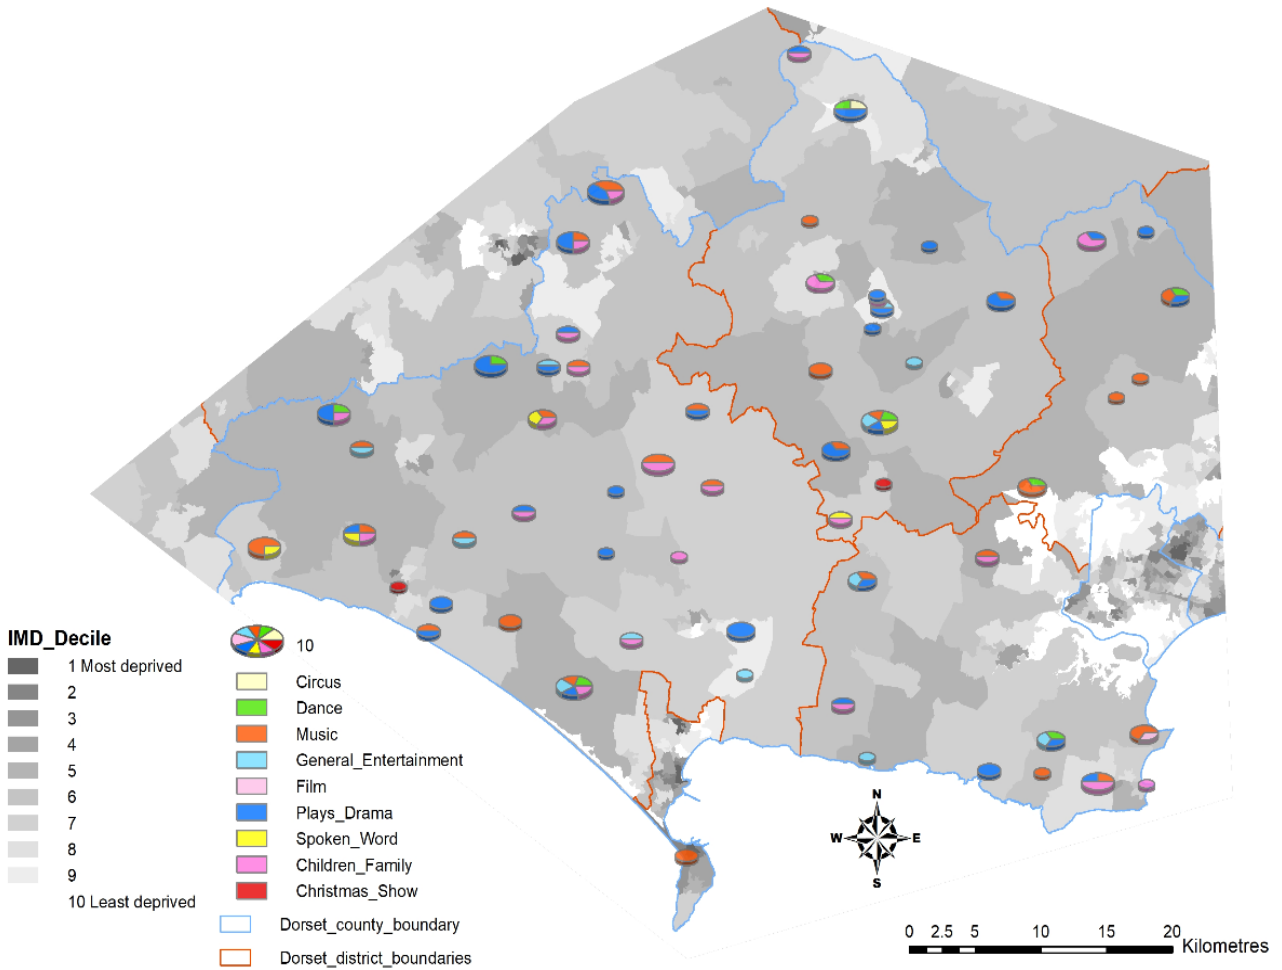 IMD_Decile
1 Most deprived
2
3
4
5
6
7
8
9
10 Least deprived
10
Circus
Dance
Music
General_Entertainment
Film
Plays_Drama
Spoken_Word
Children_Family
Christmas_Show
Dorset_county_boundary
Dorset_district_boundaries
N
W E
S
0 2.5 5 10 15 20
Kilometres